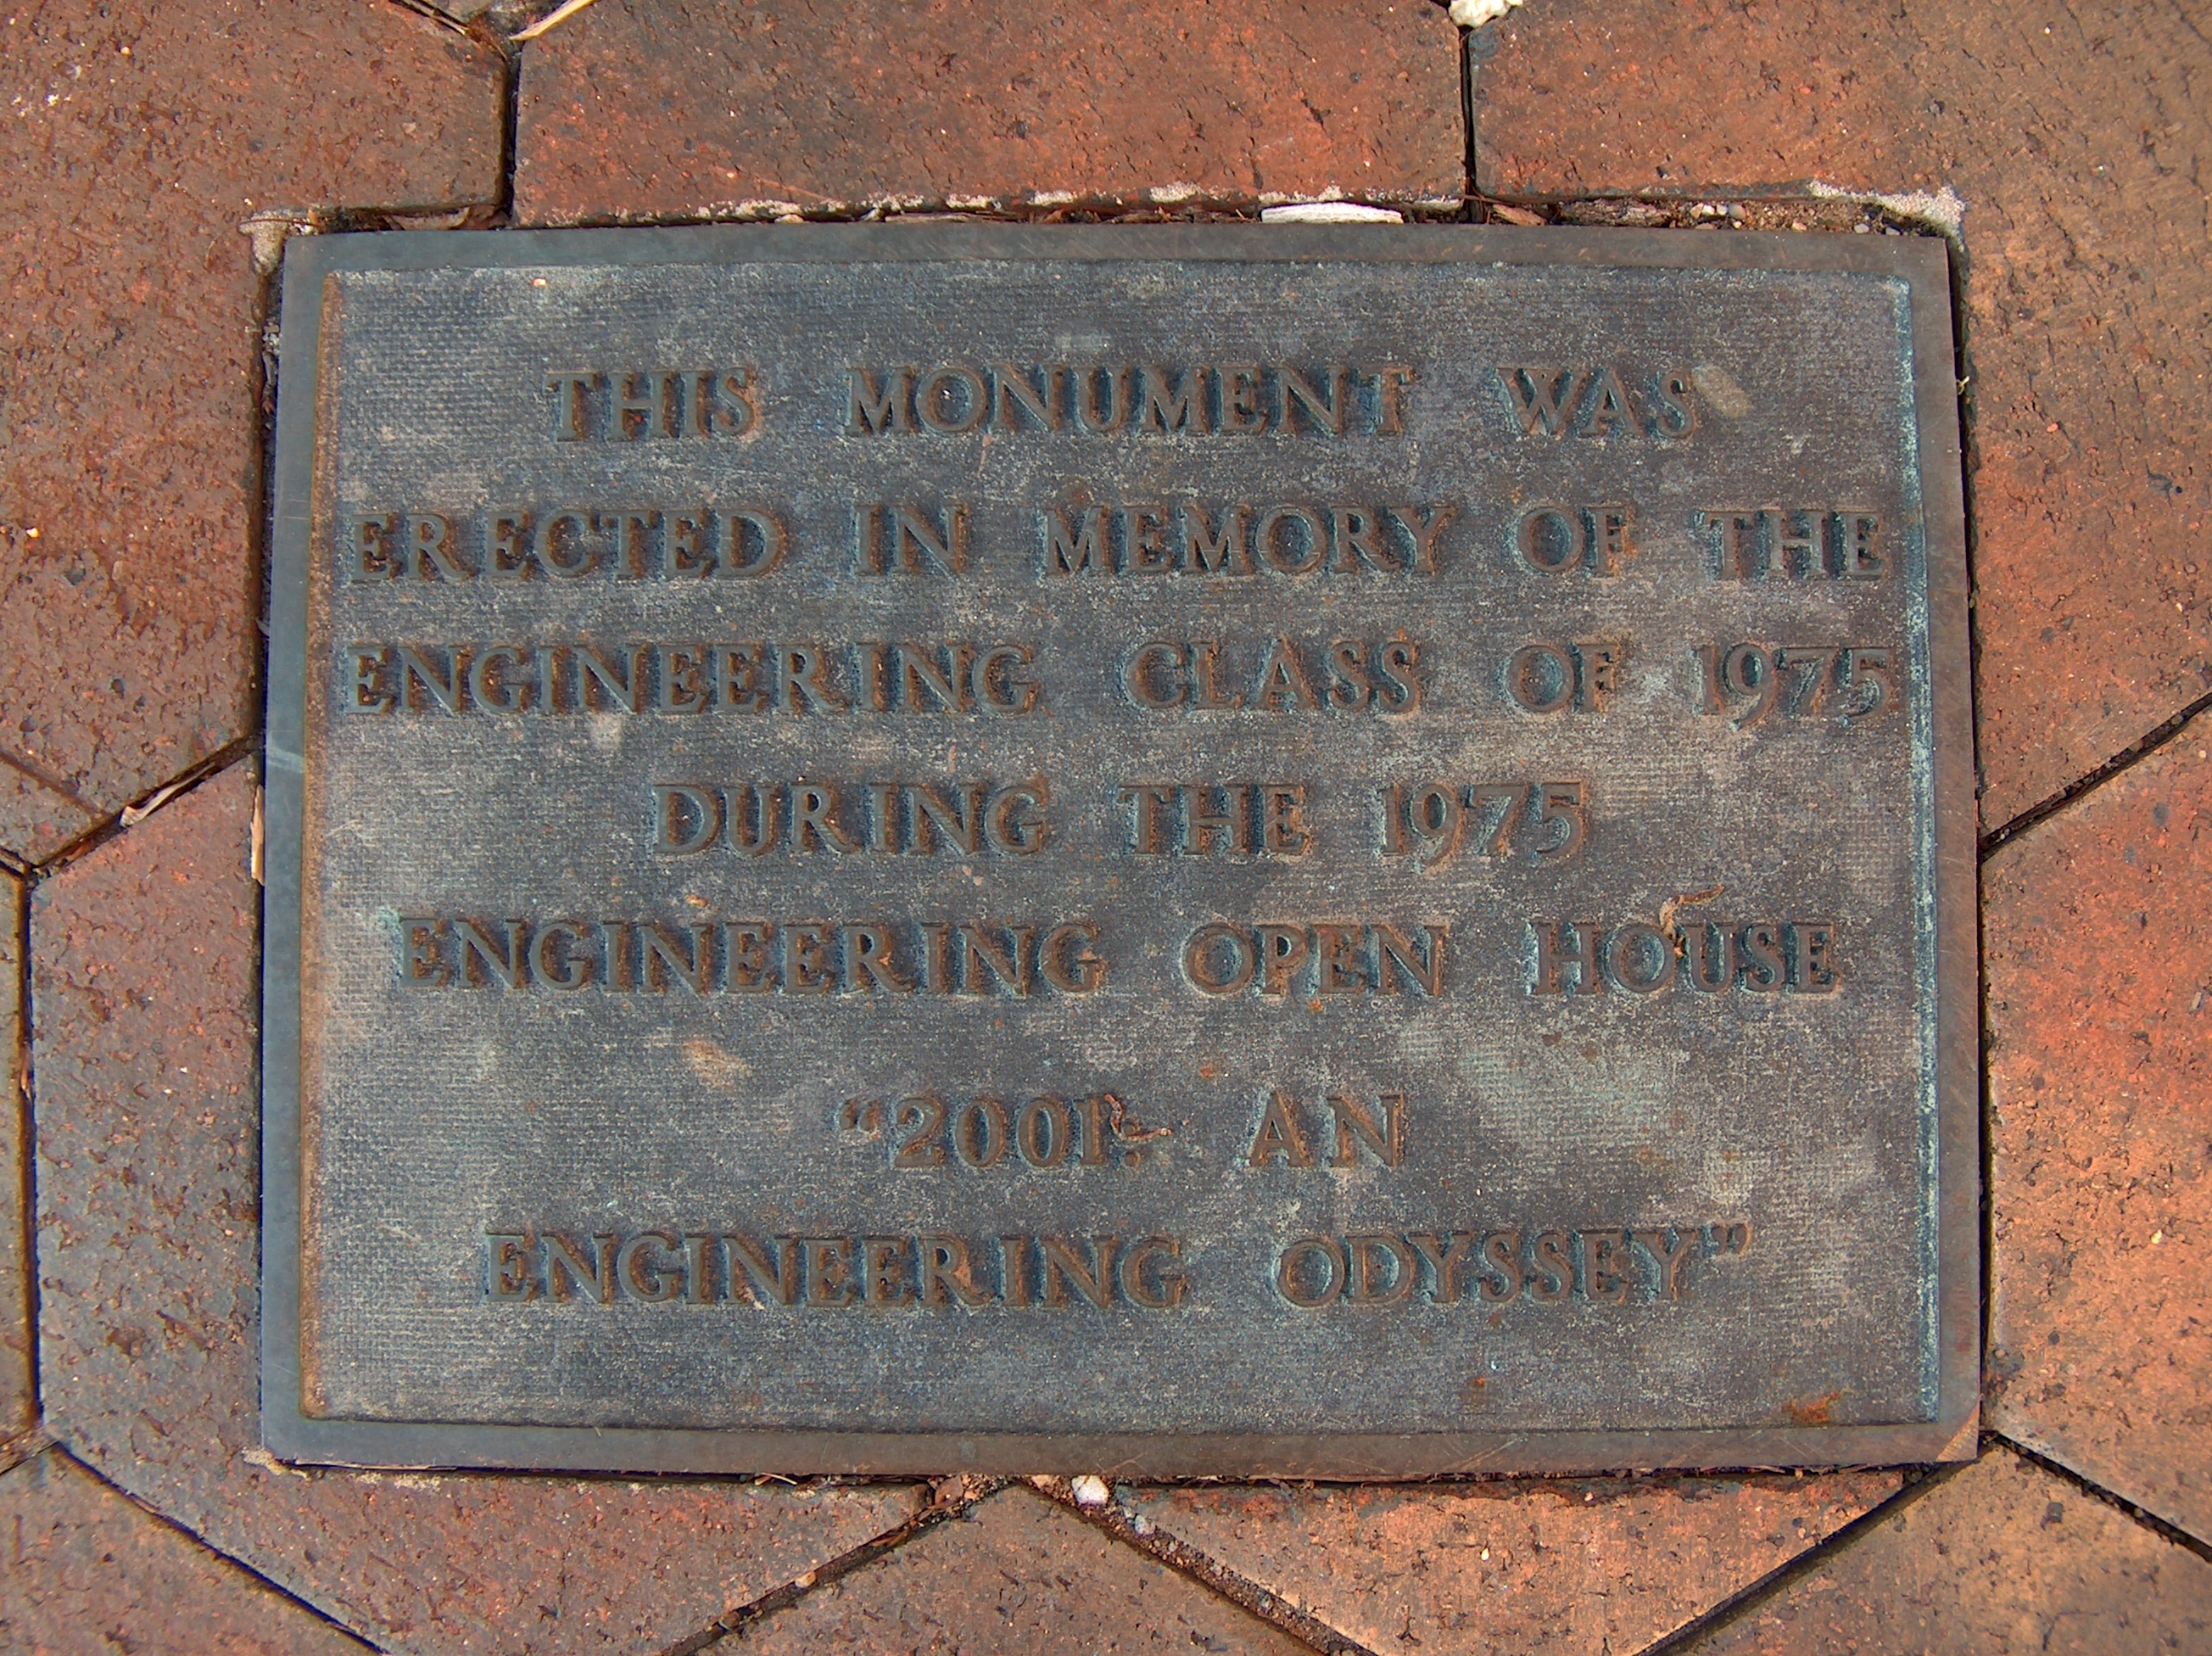 THIS MONUMENT WAS
ERECTED IN MEMORY OF THE
ENGINEERING CLASS OF 1975
DURING THE 1975
ENGINEERING OPEN HOUSE
“2001: AN
ENGINEERING ODYSSEY”